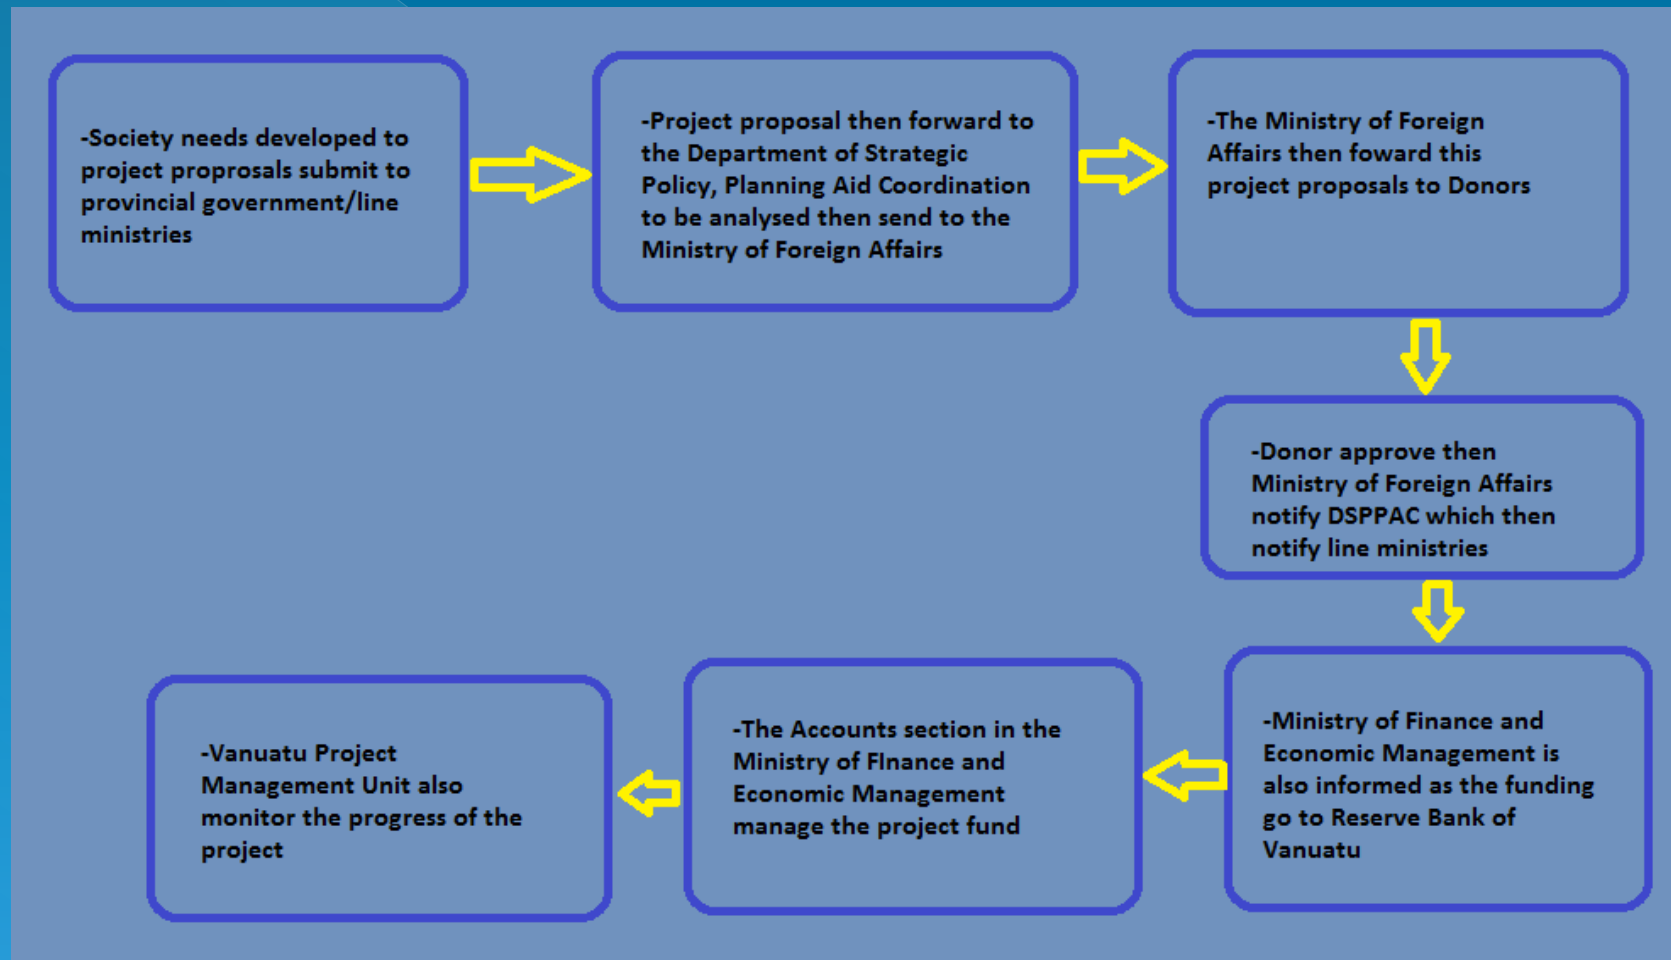 -Society needs developed to
project proprosals submit to
provincial government/line
ministries
-Project proposal then forward to
the Department of Strategic
Policy, Planning Aid Coordination
to be analysed then send to the
Ministry of Foreign Affairs
-The Ministry of Foreign
Affairs then foward this
project proposals to Donors
-Donor approve then
Ministry of Foreign Affairs
notify DSPPAC which then
notify line ministries
-Ministry of Finance and
Economic Management is
also informed as the funding
go to Reserve Bank of
Vanuatu
-The Accounts section in the
Ministry of FInance and
Economic Management
manage the project fund
-Vanuatu Project
Management Unit also
monitor the progress of the
project